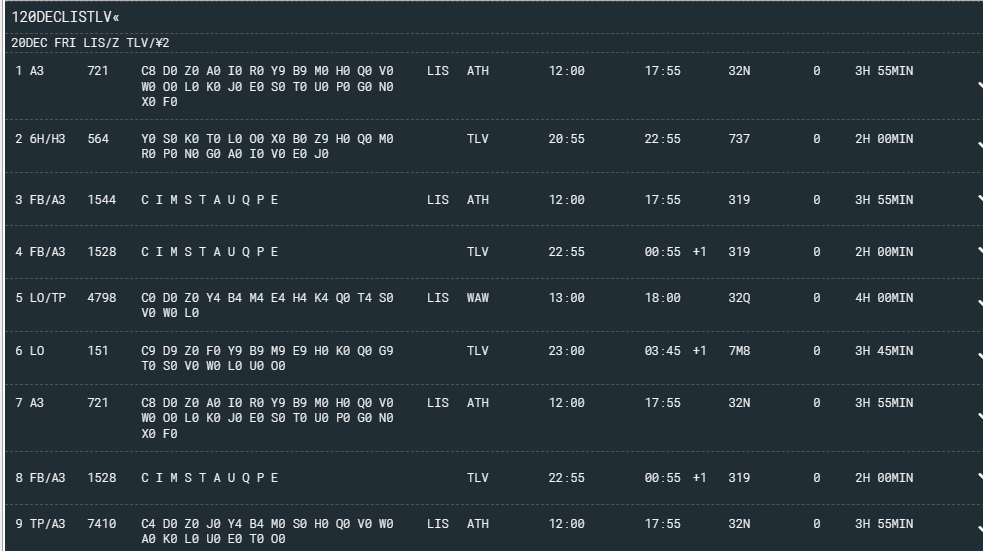 120DECLISTLV«
20DEC FRI LIS/Z TLV/¥2
1 A3 721 C8 D0 Z0 A0 I0 R0 Y9 B9 M0 H0 Q0 V0 LIS ATH 12:00 17:55 32N 0 3H 55MIN
W0 O0 L0 K0 J0 E0 S0 T0 U0 P0 G0 N0
X0 F0
2 6H/H3 564 Y0 S0 K0 T0 L0 O0 X0 B0 Z9 H0 Q0 M0 TLV 20:55 22:55 737 0 2H 00MIN
R0 P0 N0 G0 A0 I0 V0 E0 J0
3 FB/A3 1544 C I M S T A U Q P E LIS ATH 12:00 17:55 319 0 3H 55MIN
4 FB/A3 1528 C I M S T A U Q P E TLV 22:55 00:55 +1 319 0 2H 00MIN
5 LO/TP 4798 C0 D0 Z0 Y4 B4 M4 E4 H4 K4 Q0 T4 S0 LIS WAW 13:00 18:00 32Q 0 4H 00MIN
V0 W0 L0
6 LO 151 C9 D9 Z0 F0 Y9 B9 M9 E9 H0 K0 Q0 G9 TLV 23:00 03:45 +1 7M8 0 3H 45MIN
T0 S0 V0 W0 L0 U0 O0
7 A3 721 C8 D0 Z0 A0 I0 R0 Y9 B9 M0 H0 Q0 V0 LIS ATH 12:00 17:55 32N 0 3H 55MIN
W0 O0 L0 K0 J0 E0 S0 T0 U0 P0 G0 N0
X0 F0
8 FB/A3 1528 C I M S T A U Q P E TLV 22:55 00:55 +1 319 0 2H 00MIN
9 TP/A3 7410 C4 D0 Z0 J0 Y4 B4 M0 S0 H0 Q0 V0 W0 LIS ATH 12:00 17:55 32N 0 3H 55MIN
A0 K0 L0 U0 E0 T0 O0